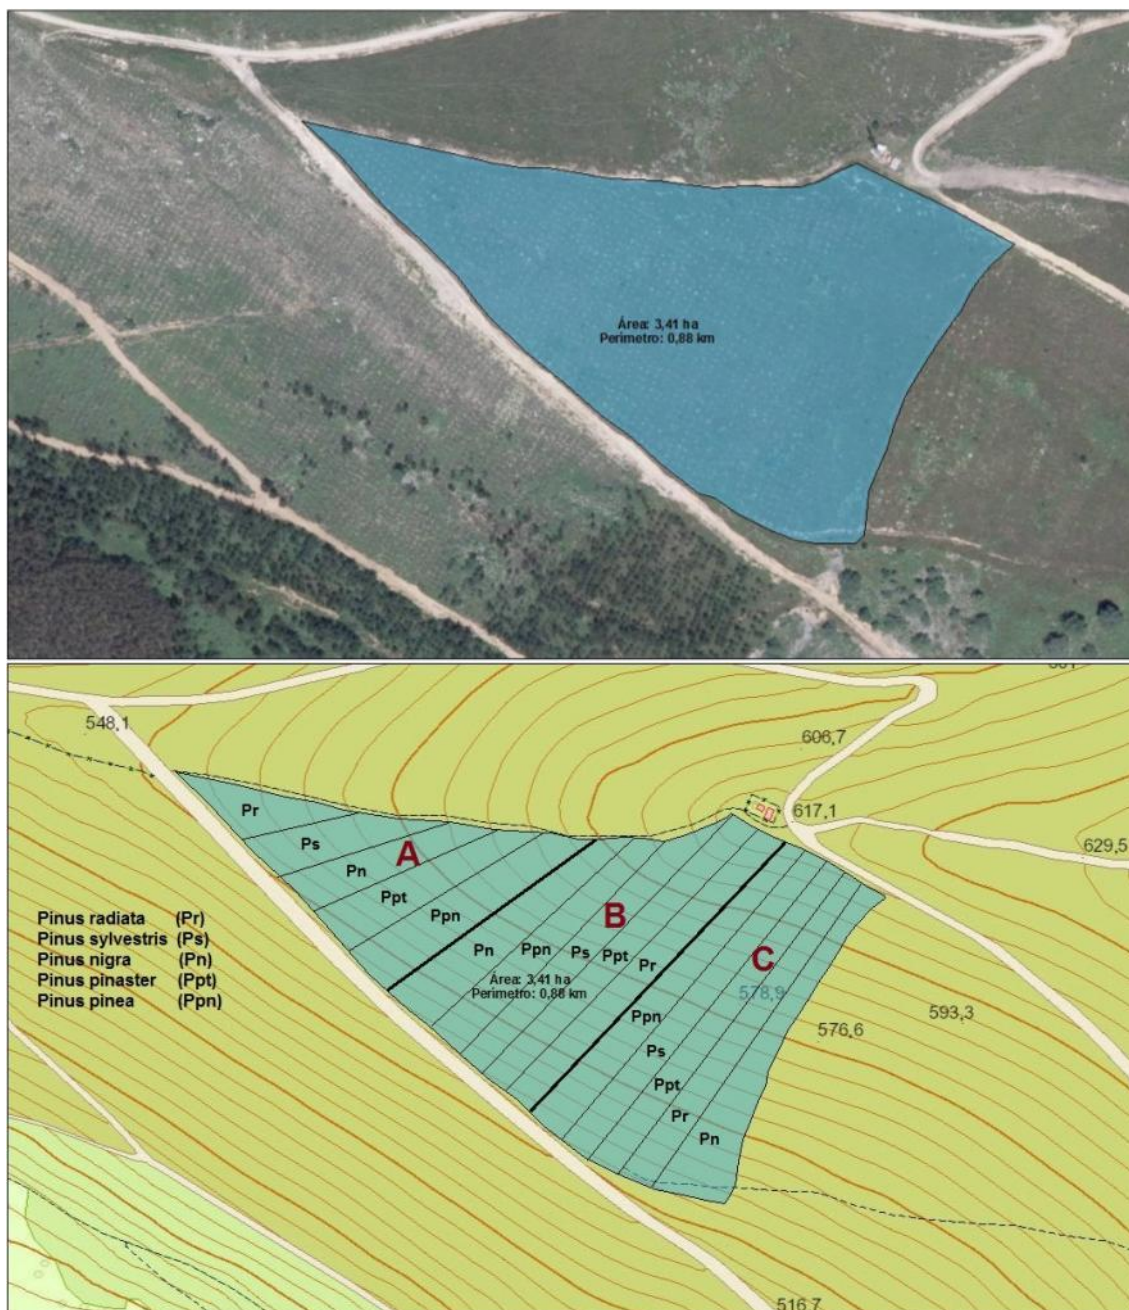 Área: 3,41 ha
Perimetro: 0,88 km
548,1
606,7
617,1
629,5
Pr
Ps
A
Pn
Ppt
Ppn
B
Pn
Ppn
Ps
Ppt
Pr
C
Pinus radiata (Pr)
Pinus sylvestris (Ps)
Pinus nigra (Pn)
Pinus pinaster (Ppt)
Pinus pinea (Ppn)
Área: 3,41 ha
Perimetro: 0,88 km
578,9
593,3
576,6
Ppn
Ps
Ppt
Pr
Pn
516,7